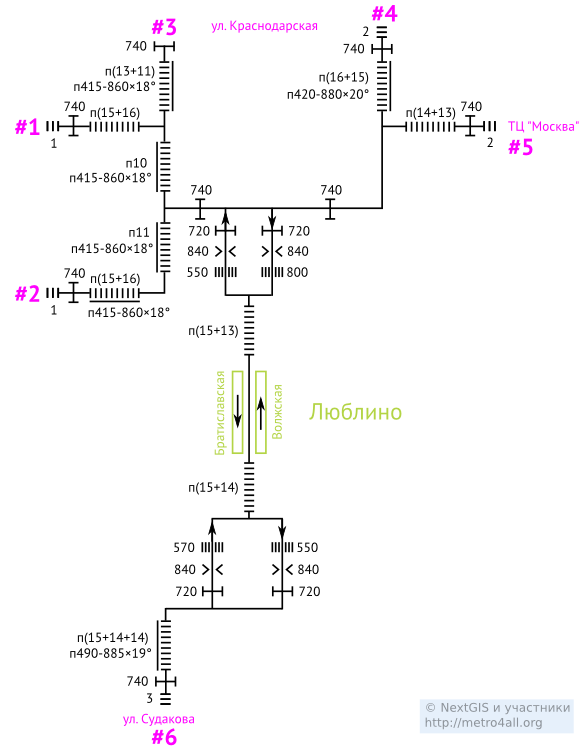 #3
ул. Краснодарская
#4
2
740
740
п(13+11)
п415-860×18°
п(16+15)
п420-880×20°
740
п(15+16)
#1
1
п(14+13)
740
2
ТЦ "Москва"
#5
п10
п415-860×18°
740
740
п11
п415-860×18°
720
720
840
840
550
800
740
п(15+16)
#2
1
п415-860×18°
п(15+13)
Братиславская
Волжская
Люблино
п(15+14)
570
550
840
840
720
720
п(15+14+14)
п490-885×19°
740
3
ул. Судакова
#6
© NextGIS и участники
http://metro4all.org